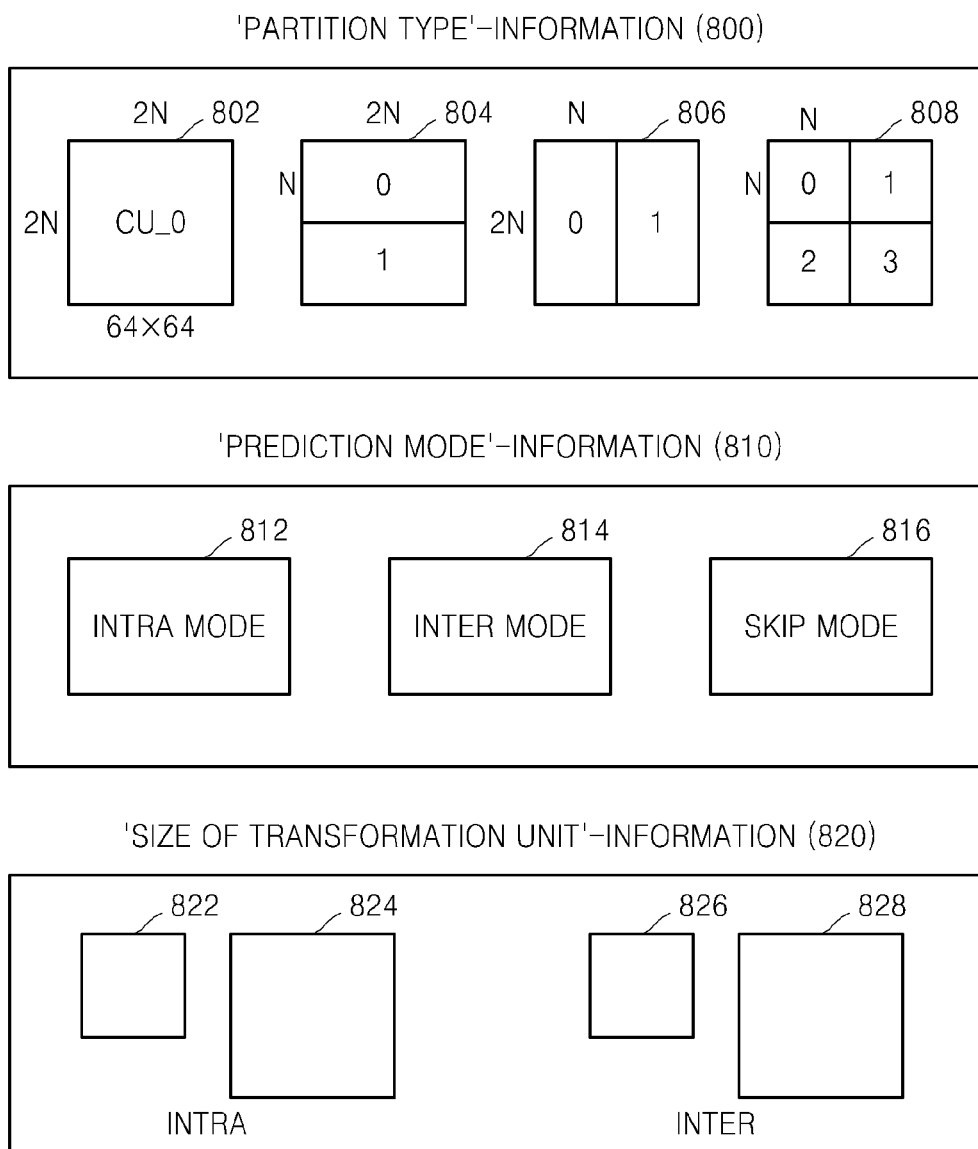 'PARTITION TYPE'-INFORMATION (800)
2N 802 2N 804 N 806 N 808
N 0 N 0 1
2N CU_0 2N 0 1
1 2 3
64×64
'PREDICTION MODE'-INFORMATION (810)
812 814 816
INTRA MODE INTER MODE SKIP MODE
'SIZE OF TRANSFORMATION UNIT'-INFORMATION (820)
822 824 826 828
INTRA INTER